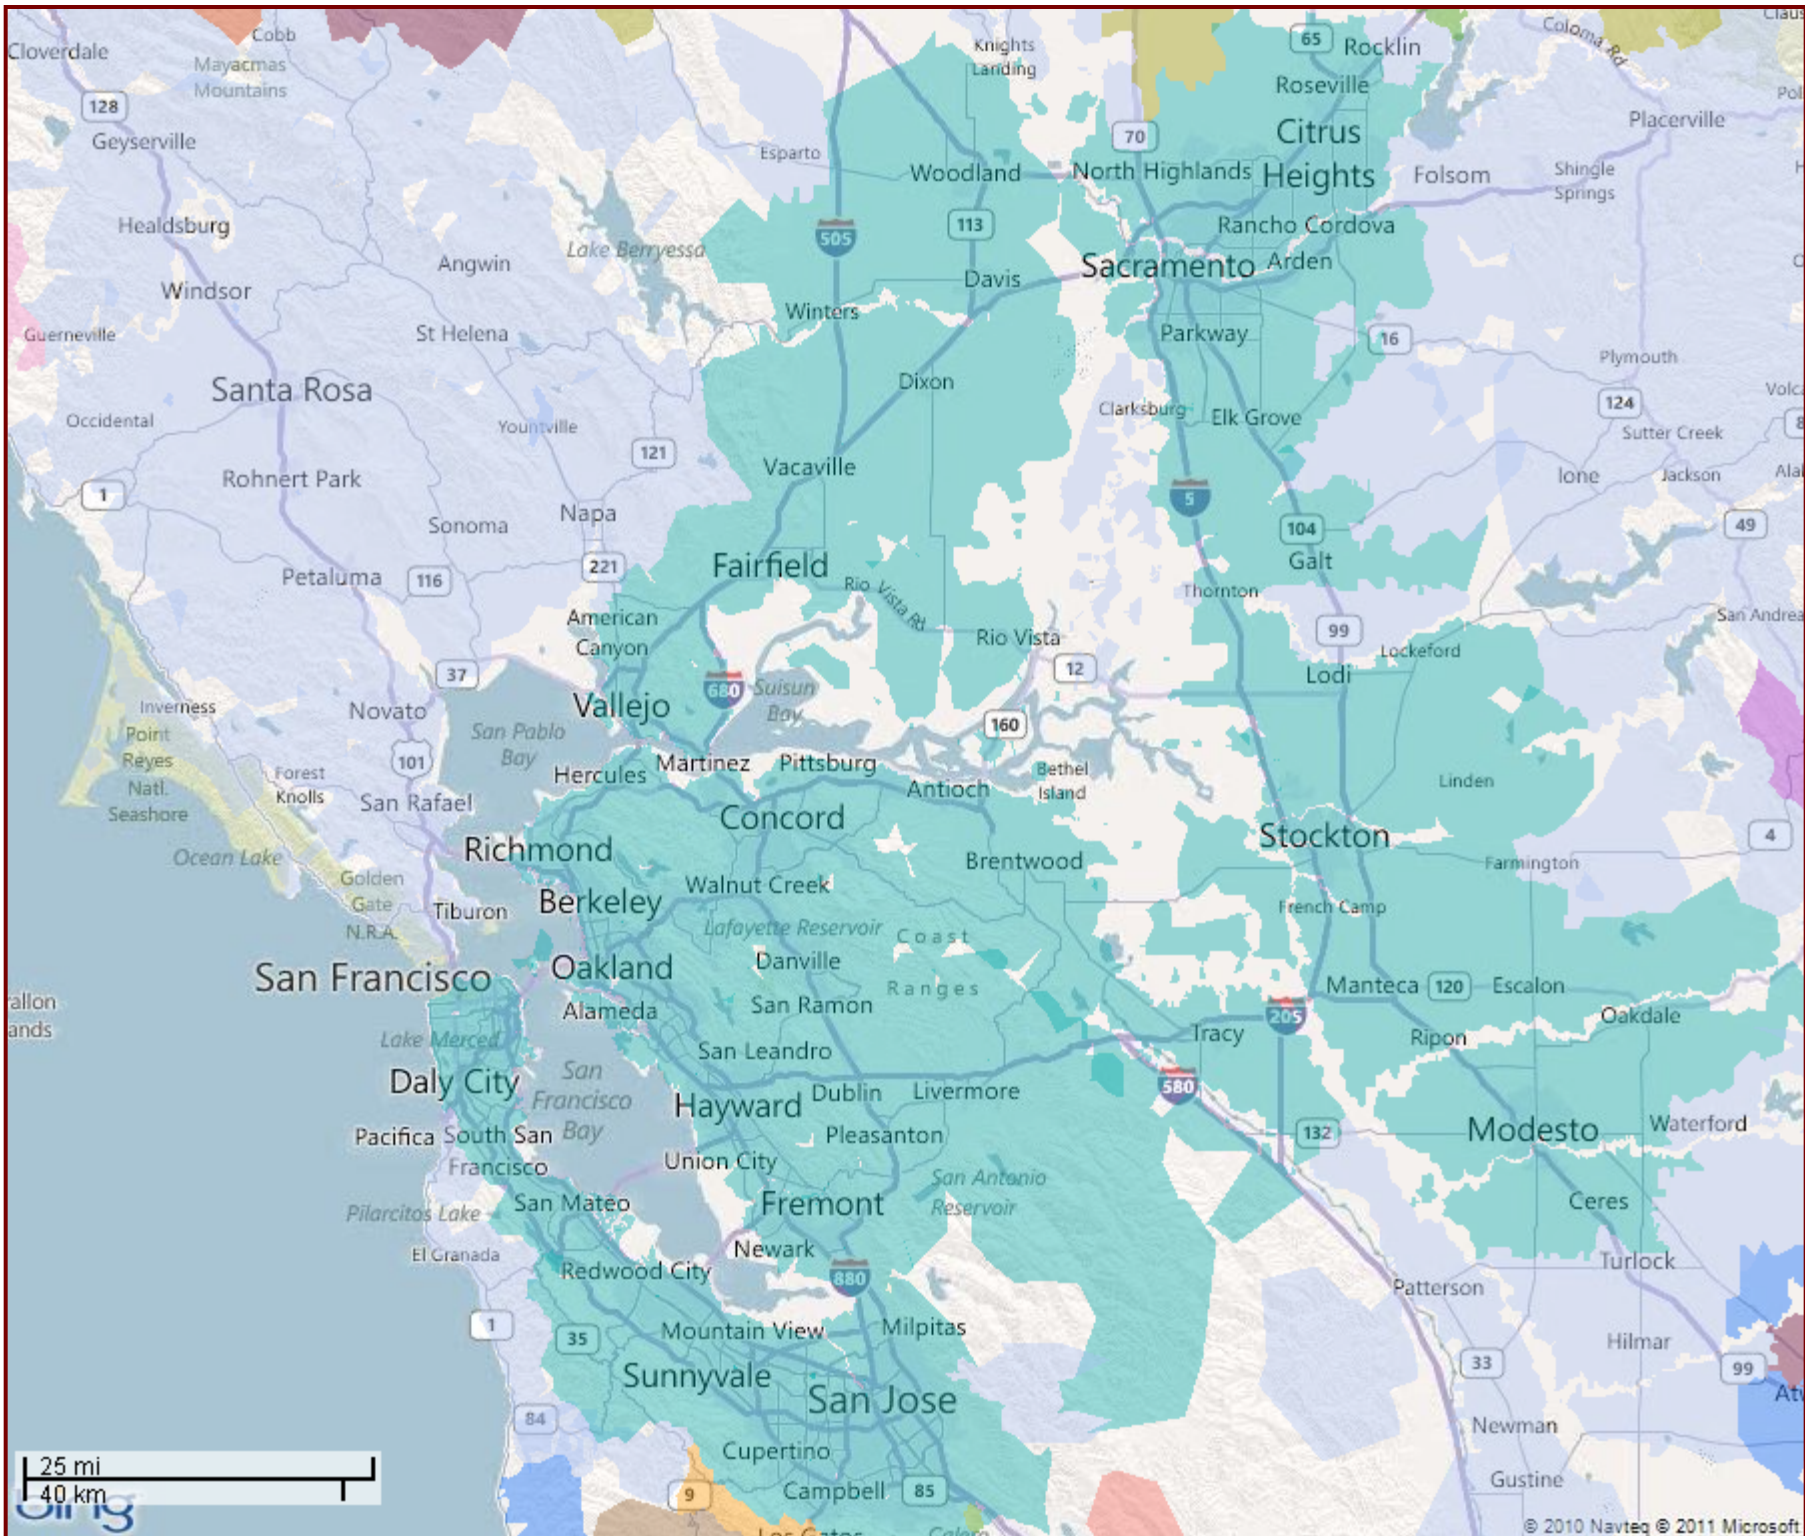 Cloverdale
Cobb
Mayacmas
Mountains
128
Geyserville
Healdsburg
Windsor
Guerneville
Angwin
Lake Berryessa
St Helena
Santa Rosa
Occidental
Yountville
121
Rohnert Park
1
Sonoma
Napa
Petaluma
116
221
Knights
Landing
Esparto
Woodland
505
113
Davis
Winters
Dixon
Vacaville
Fairfield
Rio Vista Rd
65
Rocklin
Roseville
Citrus
Heights
70
North Highlands
Rancho Cordova
Sacramento
Arden
Parkway
Folsom
Coloma Rd
Placerville
Shingle
Springs
16
Plymouth
124
Sutter Creek
Ione
Jackson
49
Clarksburg
Elk Grove
5
104
Galt
Thornton
99
Lockeford
Lodi
San Andrea
American
Canyon
37
Vallejo
680
Suisun
Bay
Rio Vista
12
160
Inverness
Point
Reyes
Natl.
Seashore
Novato
101
San Pablo
Bay
Forest
Knolls
San Rafael
Hercules
Martinez
Pittsburg
Antioch
Bethel
Island
Linden
Concord
Richmond
Stockton
4
Ocean Lake
Golden
Gate
N.R.A.
Tiburon
Berkeley
Walnut Creek
Brentwood
Farmington
Lafayette Reservoir
Coast
Ranges
French Camp
San Francisco
Oakland
Danville
Alameda
San Ramon
Manteca
120
Escalon
rallon
ands
Lake Merced
205
Oakdale
Tracy
Ripon
San Leandro
Daly City
San
Francisco
Bay
Hayward
Dublin
Livermore
580
Pacifica
South San
Francisco
Pleasanton
132
Modesto
Waterford
Union City
San Antonio
Reservoir
San Mateo
Pilarcitos Lake
Fremont
Ceres
El Granada
Newark
Redwood City
880
Turlock
Patterson
1
35
Mountain View
Milpitas
Hilmar
33
99
Sunnyvale
San Jose
84
Newman
Cupertino
9
Campbell
85
Gustine
Los Gatos
Calero
25 mi
40 km
bing
© 2010 Navteq © 2011 Microsoft